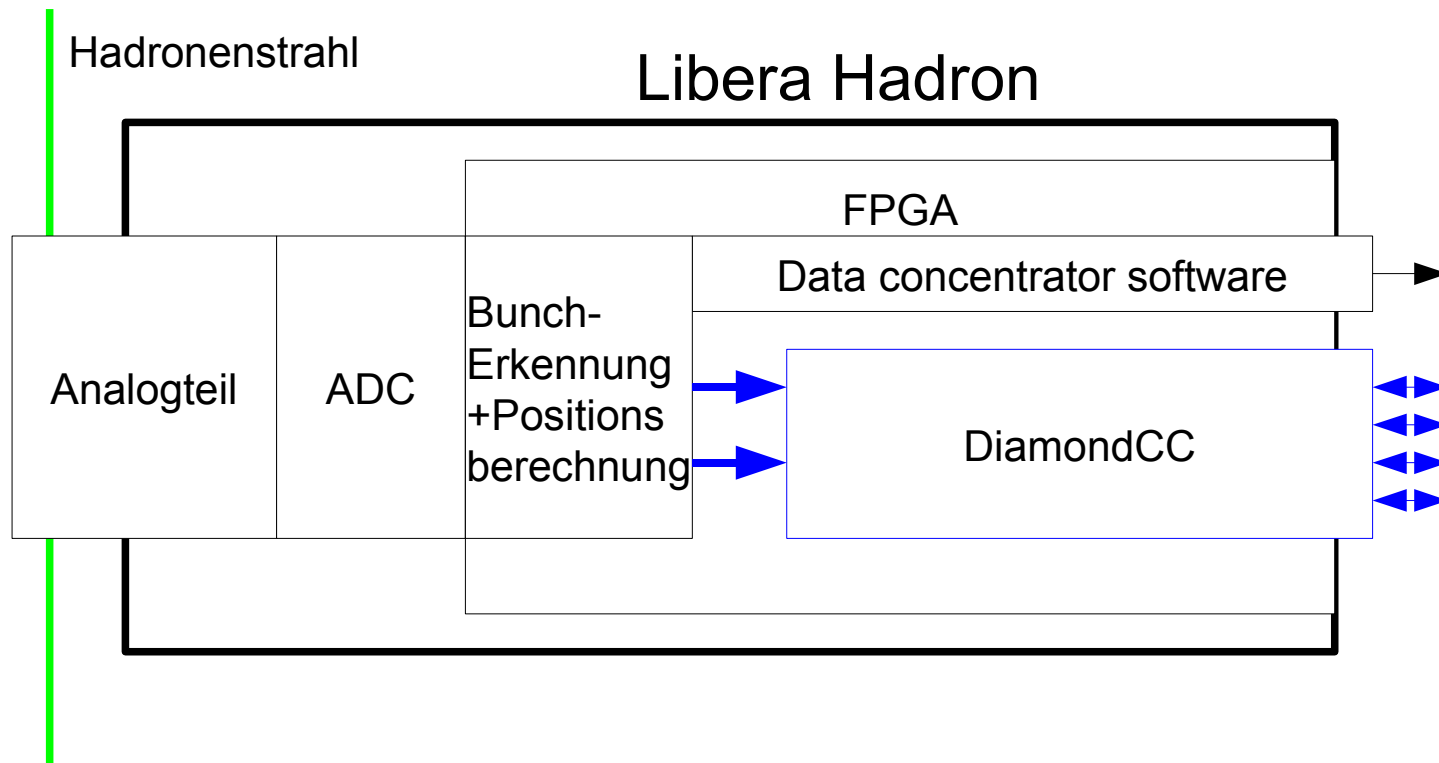 Hadronenstrahl
Libera Hadron
FPGA
Data concentrator software
Analogteil
ADC
Bunch-
Erkennung
+Positions
berechnung
DiamondCC